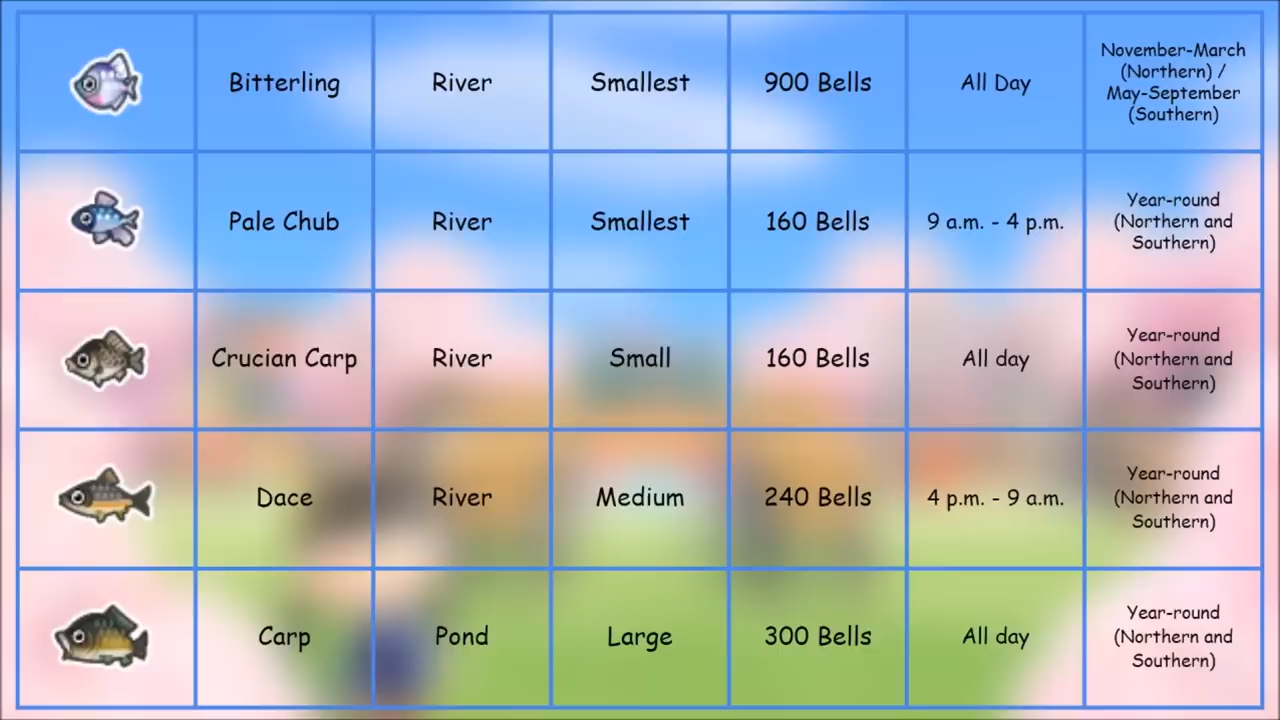 Bitterling
River
Smallest
900 Bells
All Day
November-March
(Northern) /
May-September
(Southern)
Pale Chub
River
Smallest
160 Bells
9 a.m. - 4 p.m.
Year-round
(Northern and
Southern)
Crucian Carp
River
Small
160 Bells
All day
Year-round
(Northern and
Southern)
Dace
River
Medium
240 Bells
4 p.m. - 9 a.m.
Year-round
(Northern and
Southern)
Carp
Pond
Large
300 Bells
All day
Year-round
(Northern and
Southern)